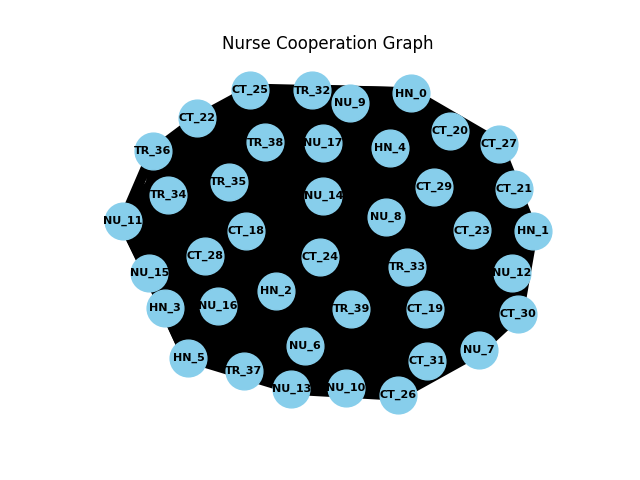 Nurse Cooperation Graph
CT_25
TR_32
HN_0
NU_9
CT_22
CT_20
TR_38
NU_17
CT_27
HN_4
TR_36
TR_35
CT_29
CT_21
TR_34
NU_14
NU_8
NU_11
CT_18
CT_23
HN_1
CT_28
CT_24
TR_33
NU_15
NU_12
HN_2
HN_3
NU_16
TR_39
CT_19
CT_30
NU_6
NU_7
HN_5
CT_31
TR_37
NU_13
NU_10
CT_26